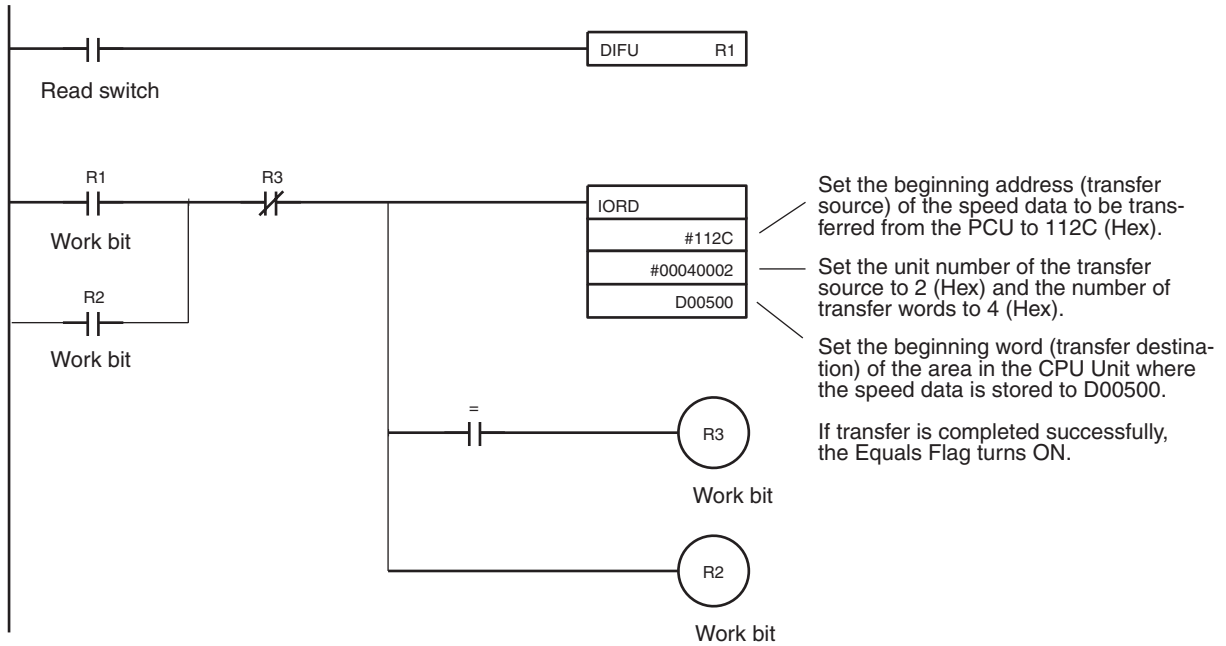 DIFU R1
Read switch
R1
R3
Work bit
R2
Work bit
IORD
#112C
#00040002
D00500
Set the beginning address (transfer
source) of the speed data to be trans-
ferred from the PCU to 112C (Hex).
Set the unit number of the transfer
source to 2 (Hex) and the number of
transfer words to 4 (Hex).
Set the beginning word (transfer destina-
tion) of the area in the CPU Unit where
the speed data is stored to D00500.
If transfer is completed successfully,
the Equals Flag turns ON.
=
R3
Work bit
R2
Work bit